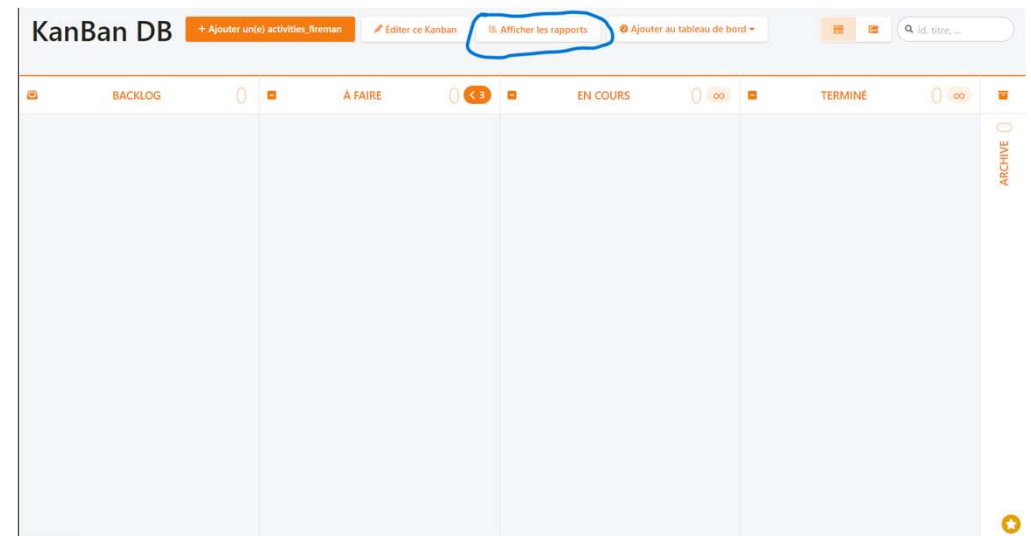 KanBan DB
+ Ajouter un(e) activities_fireman
Éditer ce Kanban
Afficher les rapports
Ajouter au tableau de bord
id, titre, ...
BACKLOG 0
À FAIRE 0 < 3
EN COURS 0 ∞
TERMINÉ 0 ∞
ARCHIVE 0